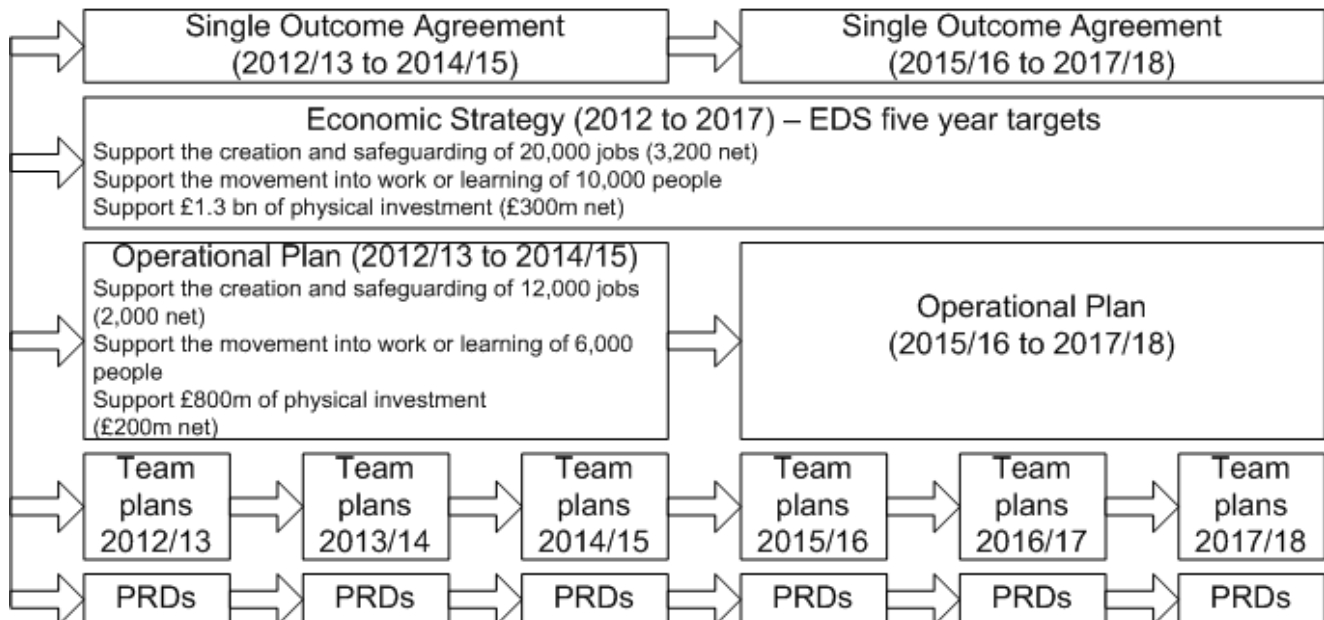 Single Outcome Agreement
(2012/13 to 2014/15)
Single Outcome Agreement
(2015/16 to 2017/18)
Economic Strategy (2012 to 2017) – EDS five year targets
Support the creation and safeguarding of 20,000 jobs (3,200 net)
Support the movement into work or learning of 10,000 people
Support £1.3 bn of physical investment (£300m net)
Operational Plan (2012/13 to 2014/15)
Support the creation and safeguarding of 12,000 jobs
(2,000 net)
Support the movement into work or learning of 6,000
people
Support £800m of physical investment
(£200m net)
Operational Plan
(2015/16 to 2017/18)
Team
plans
2012/13
Team
plans
2013/14
Team
plans
2014/15
Team
plans
2015/16
Team
plans
2016/17
Team
plans
2017/18
PRDs
PRDs
PRDs
PRDs
PRDs
PRDs